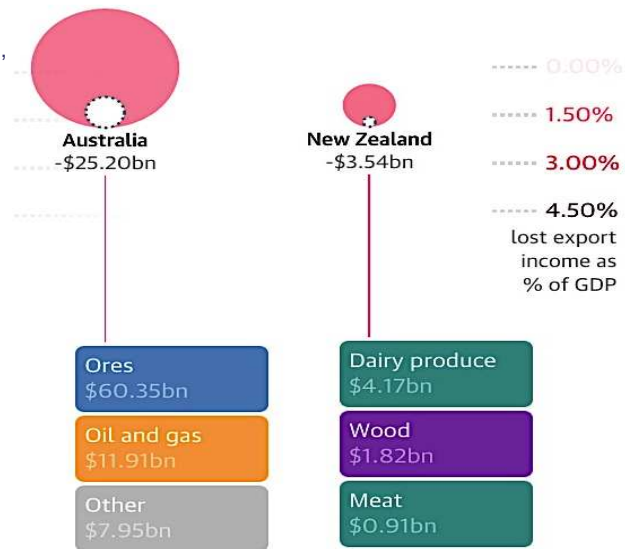 ,
0.00%
1.50%
3.00%
4.50%
lost export
income as
% of GDP
Australia
-$25.20bn
New Zealand
-$3.54bn
Ores
$60.35bn
Oil and gas
$11.91bn
Other
$7.95bn
Dairy produce
$4.17bn
Wood
$1.82bn
Meat
$0.91bn